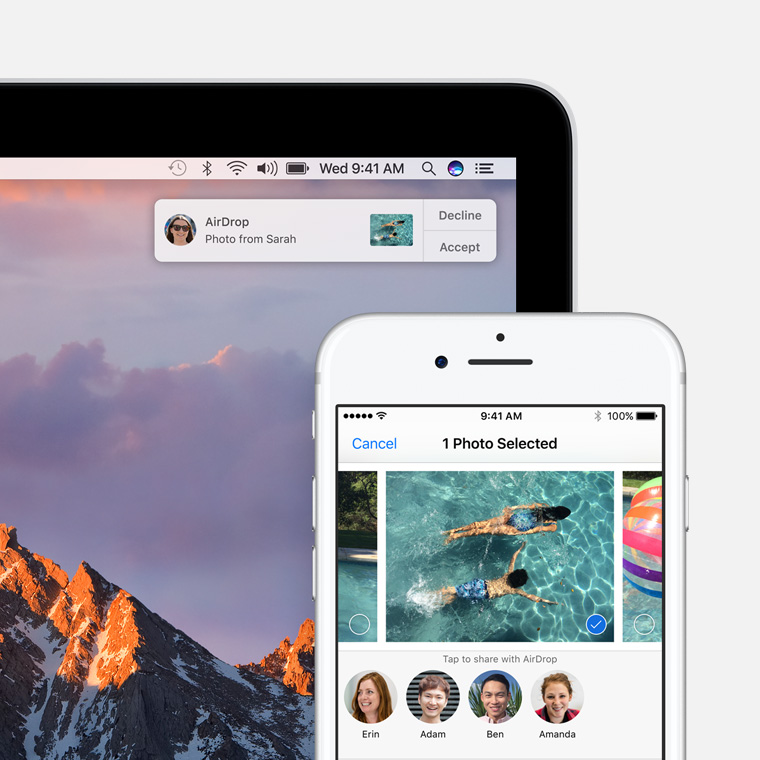 Wed 9:41 AM
AirDrop
Photo from Sarah
Decline
Accept
9:41 AM
100%
Cancel
1 Photo Selected
Tap to share with AirDrop
Erin
Adam
Ben
Amanda